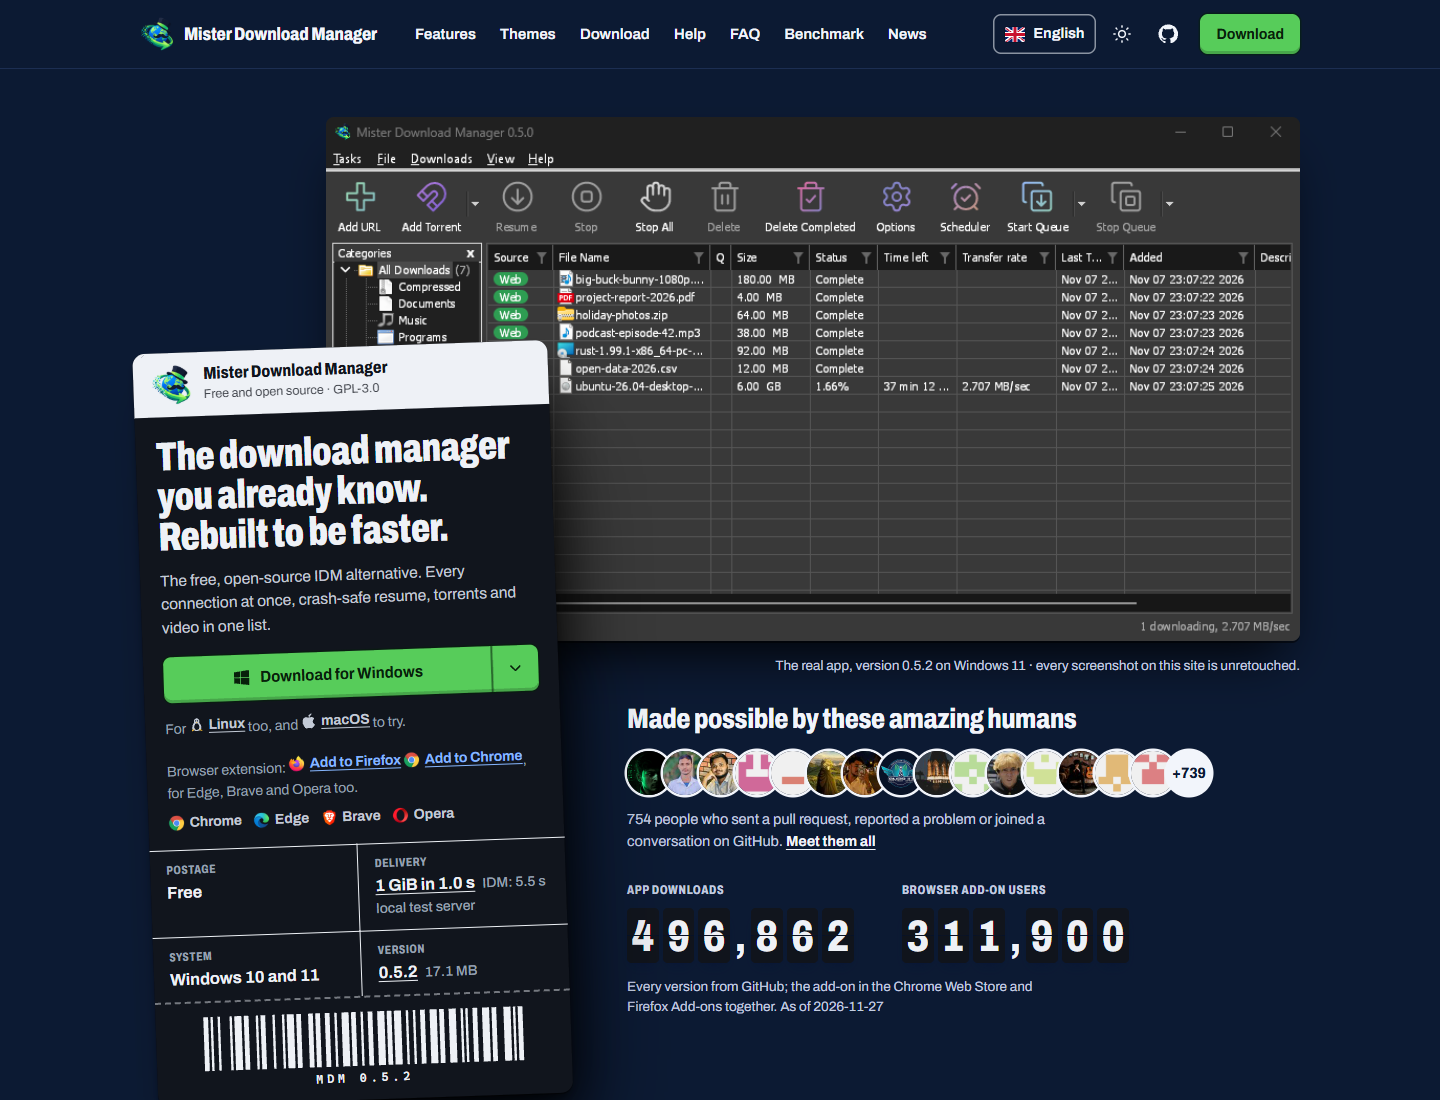 Mister Download Manager
Features Themes Download Help FAQ Benchmark News
English
Download
Mister Download Manager 0.5.0
Tasks File Downloads View Help
Add URL Add Torrent Resume Stop Stop All Delete Delete Completed Options Scheduler Start Queue Stop Queue
Categories x
All Downloads (7)
Compressed
Documents
Music
Programs
Source File Name Q Size Status Time left Transfer rate Last T... Added Descri
Web big-buck-bunny-1080p.... 180.00 MB Complete Nov 07 2... Nov 07 23:07:22 2026
Web PDF project-report-2026.pdf 4.00 MB Complete Nov 07 2... Nov 07 23:07:22 2026
Web holiday-photos.zip 64.00 MB Complete Nov 07 2... Nov 07 23:07:23 2026
Web podcast-episode-42.mp3 38.00 MB Complete Nov 07 2... Nov 07 23:07:23 2026
rust-1.99.1-x86_64-pc-... 92.00 MB Complete Nov 07 2... Nov 07 23:07:24 2026
open-data-2026.csv 12.00 MB Complete Nov 07 2... Nov 07 23:07:24 2026
ubuntu-26.04-desktop-... 6.00 GB 1.66% 37 min 12 ... 2.707 MB/sec Nov 07 2... Nov 07 23:07:25 2026
1 downloading, 2.707 MB/sec
Mister Download Manager
Free and open source · GPL-3.0
The download manager
you already know.
Rebuilt to be faster.
The free, open-source IDM alternative. Every
connection at once, crash-safe resume, torrents and
video in one list.
Download for Windows
For Linux too, and macOS to try.
Browser extension: Add to Firefox Add to Chrome,
for Edge, Brave and Opera too.
Chrome Edge Brave Opera
POSTAGE
Free
DELIVERY
1 GiB in 1.0 s IDM: 5.5 s
local test server
SYSTEM
Windows 10 and 11
VERSION
0.5.2 17.1 MB
MDM 0.5.2
The real app, version 0.5.2 on Windows 11 · every screenshot on this site is unretouched.
Made possible by these amazing humans
+739
754 people who sent a pull request, reported a problem or joined a
conversation on GitHub. Meet them all
APP DOWNLOADS
496,862
BROWSER ADD-ON USERS
311,900
Every version from GitHub; the add-on in the Chrome Web Store and
Firefox Add-ons together. As of 2026-11-27